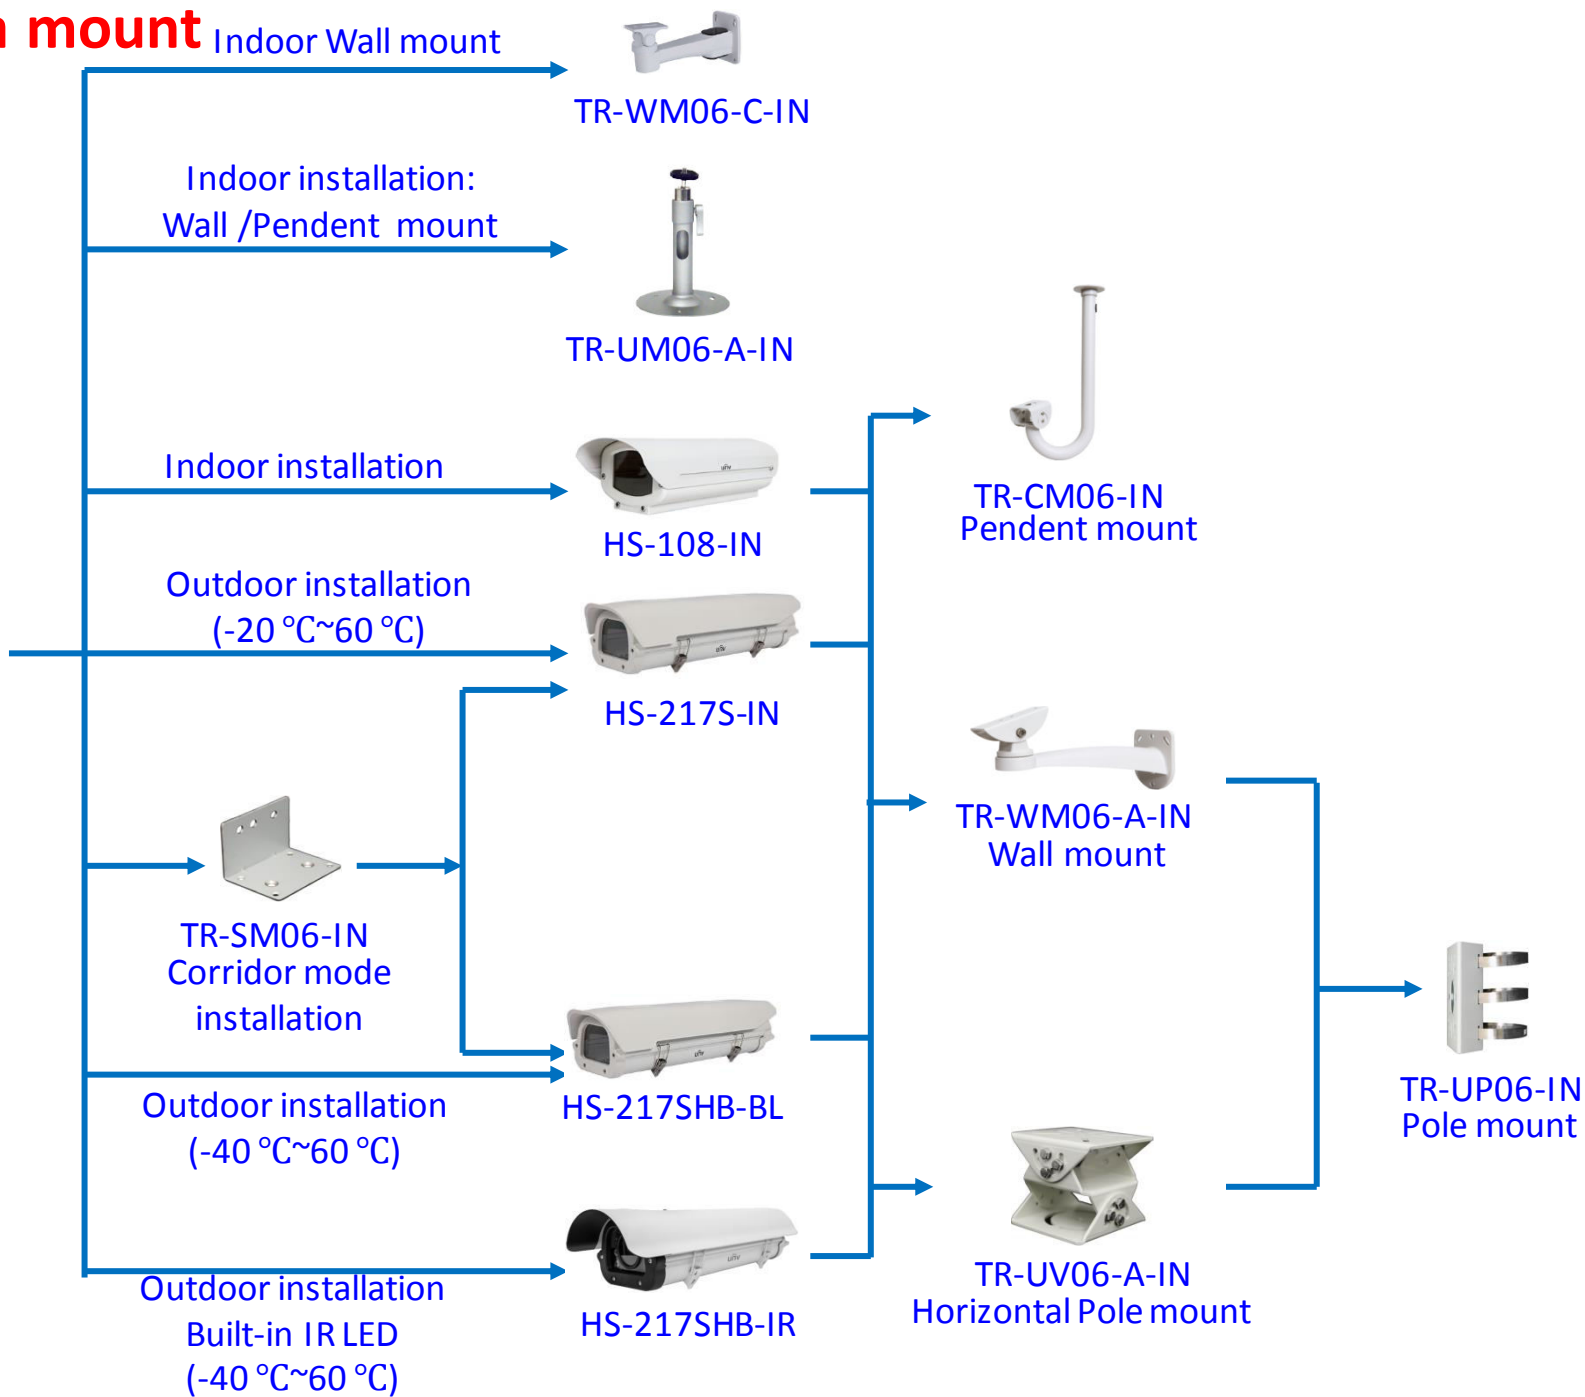 mount
Indoor Wall mount
TR-WM06-C-IN
Indoor installation:
Wall /Pendent mount
TR-UM06-A-IN
Indoor installation
HS-108-IN
TR-CM06-IN
Pendent mount
Outdoor installation
(-20 ℃~60 ℃)
HS-217S-IN
TR-WM06-A-IN
Wall mount
TR-SM06-IN
Corridor mode
installation
HS-217SHB-BL
TR-UP06-IN
Pole mount
Outdoor installation
(-40 ℃~60 ℃)
TR-UV06-A-IN
Horizontal Pole mount
Outdoor installation
Built-in IR LED
(-40 ℃~60 ℃)
HS-217SHB-IR